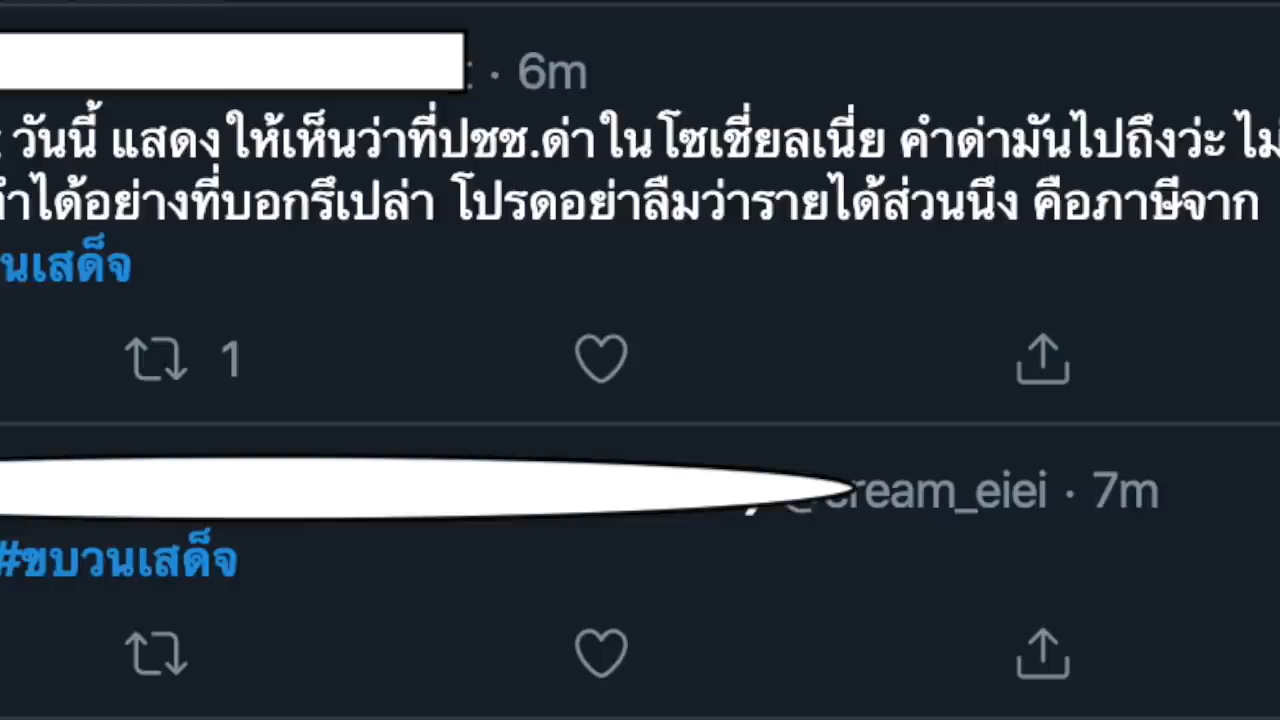 · 6m
วันนี้ แสดงให้เห็นว่าที่ปชช.ด่าในโซเชี่ยลเนี่ย คำด่ามันไปถึงว่ะ ไม่
ทำได้อย่างที่บอกรึเปล่า โปรดอย่าลืมว่ารายได้ส่วนนึง คือภาษีจาก
นเสด็จ
1
cream_eiei · 7m
#ขบวนเสด็จ